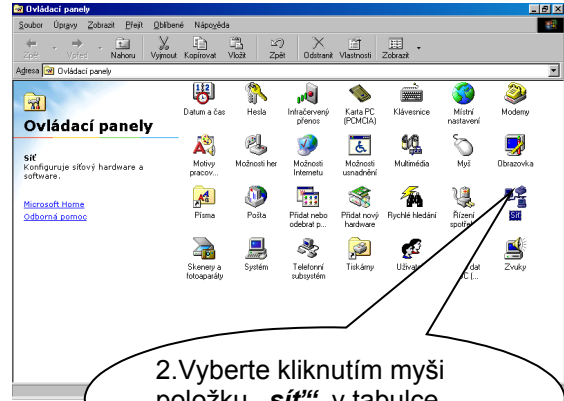 Ovládací panely
Soubor Úpravy Zobrazit Přejít Oblíbené Nápověda
Zpět Vpřed Nahoru Vyjmout Kopírovat Vložit Zpět Odstranit Vlastnosti Zobrazit
Adresa Ovládací panely
Ovládací panely
Síť
Konfiguruje síťový hardware a
software.
Microsoft Home
Odborná pomoc
Datum a čas Hesla Infračervený přenos Karta PC (PCMCIA) Klávesnice Místní nastavení Modemy
Motivy pracov... Možnosti her Možnosti Internetu Možnosti usnadnění Multimédia Myš Obrazovka
Písma Pošta Přidat nebo odebrat p... Přidat nový hardware Rychlé hledání Řízení Síť
Skenery a fotoaparáty Systém Telefonní subsystém Tiskárny dat Zvuky
2.Vyberte kliknutím myši
položku „síť“ v tabulce